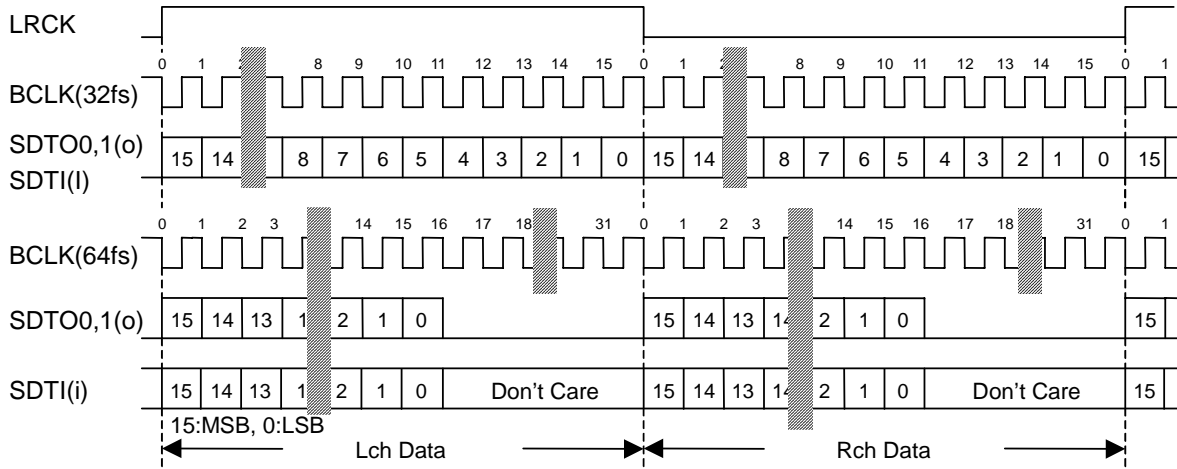 LRCK
0 1 8 9 10 11 12 13 14 15 0 1 8 9 10 11 12 13 14 15 0 1
BCLK(32fs)
SDTO0,1(o) 15 14 8 7 6 5 4 3 2 1 0 15 14 8 7 6 5 4 3 2 1 0 15
SDTI(I)
0 1 2 3 14 15 16 17 18 31 0 1 2 3 14 15 16 17 18 31 0 1
BCLK(64fs)
SDTO0,1(o) 15 14 13 2 1 0 15 14 13 2 1 0 15
SDTI(i) 15 14 13 2 1 0 Don't Care 15 14 13 2 1 0 Don't Care 15
15:MSB, 0:LSB
Lch Data Rch Data